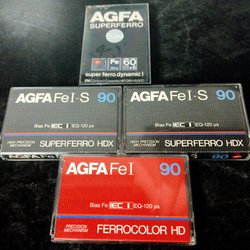 AGFA
SUPERFERRO
Fe I
60
super ferro dynamic I
AGFA Fe I-S 90
Bias Fe IEC I EQ-120 µs
HIGH PRECISION
SUPERFERRO HDX
AGFA Fe I-S 90
Bias Fe IEC I EQ-120 µs
HIGH PRECISION
SUPERFERRO HDX
AGFA Fe I 90
Bias Fe IEC I EQ-120 µs
PRECISION
MECHANISM
FERROCOLOR HD